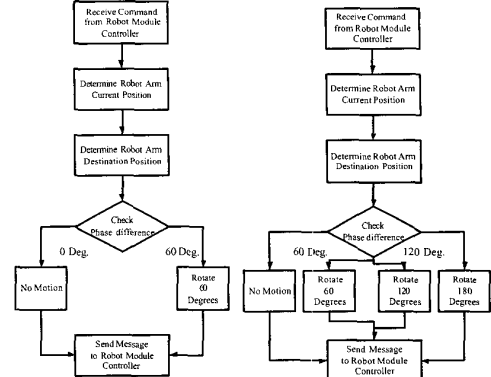 Receive Command
from Robot Module
Controller
Determine Robot Arm
Current Position
Determine Robot Arm
Destination Position
Check
Phase difference
0 Deg.
60 Deg.
No Motion
Rotate
60
Degrees
Send Message
to Robot Module
Controller
Receive Command
from Robot Module
Controller
Determine Robot Arm
Current Position
Determine Robot Arm
Destination Position
Check
Phase difference
60 Deg.
120 Deg.
No Motion
Rotate
60
Degrees
Rotate
120
Degrees
Rotate
180
Degrees
Send Message
to Robot Module
Controller